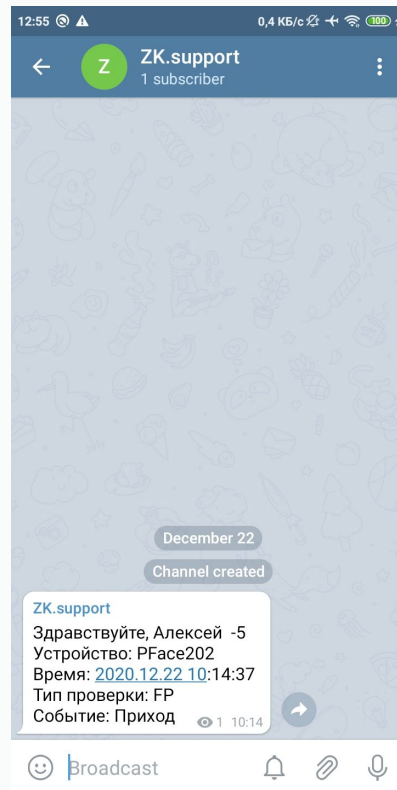 12:55 0,4 КБ/с 100
Z
ZK.support
1 subscriber
December 22
Channel created
ZK.support
Здравствуйте, Алексей -5
Устройство: PFace202
Время: 2020.12.22 10:14:37
Тип проверки: FP
Событие: Приход 1 10:14
Broadcast